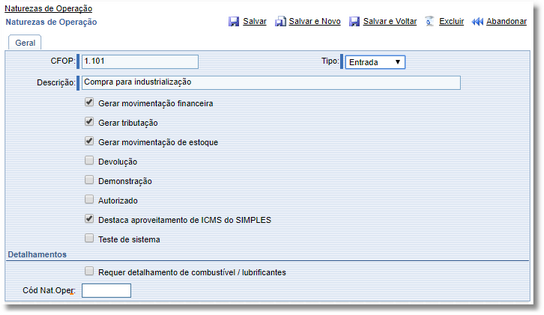 Naturezas de Operação
Naturezas de Operação Salvar Salvar e Novo Salvar e Voltar Excluir Abandonar
Geral
CFOP: 1.101 Tipo: Entrada
Descrição: Compra para industrialização
Gerar movimentação financeira
Gerar tributação
Gerar movimentação de estoque
Devolução
Demonstração
Autorizado
Destaca aproveitamento de ICMS do SIMPLES
Teste de sistema
Detalhamentos
Requer detalhamento de combustível / lubrificantes
Cód Nat.Oper: